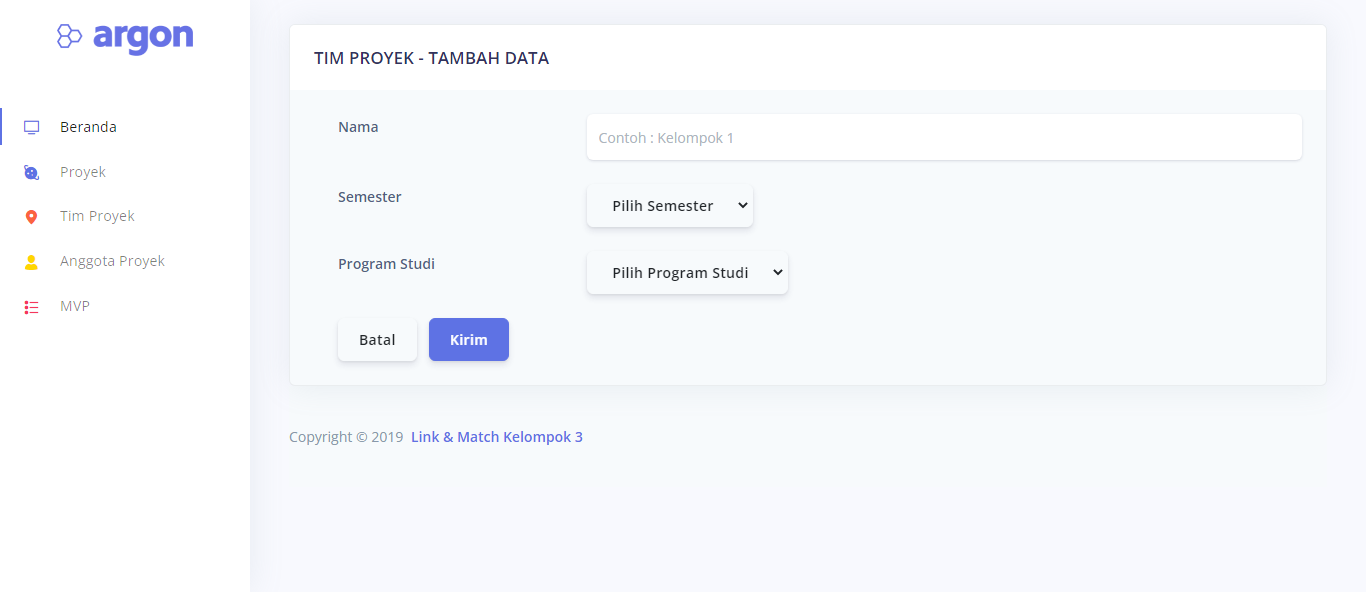 argon
Beranda
Proyek
Tim Proyek
Anggota Proyek
MVP
TIM PROYEK - TAMBAH DATA
Nama
Contoh : Kelompok 1
Semester
Pilih Semester
Program Studi
Pilih Program Studi
Batal Kirim
Copyright © 2019 Link & Match Kelompok 3